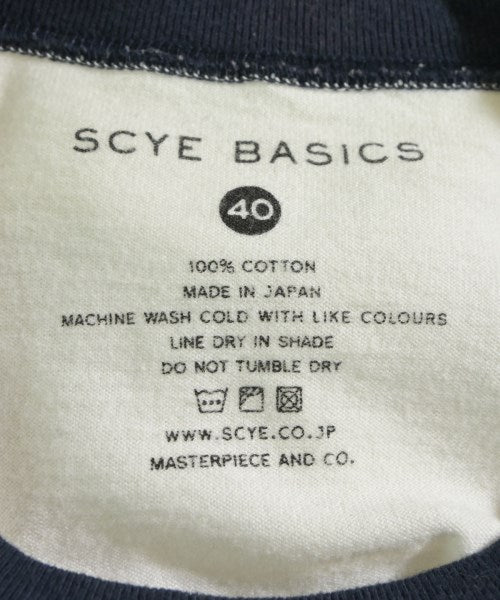 SCYE BASICS
40
100% COTTON
MADE IN JAPAN
MACHINE WASH COLD WITH LIKE COLOURS
LINE DRY IN SHADE
DO NOT TUMBLE DRY
WWW.SCYE.CO.JP
MASTERPIECE AND CO.